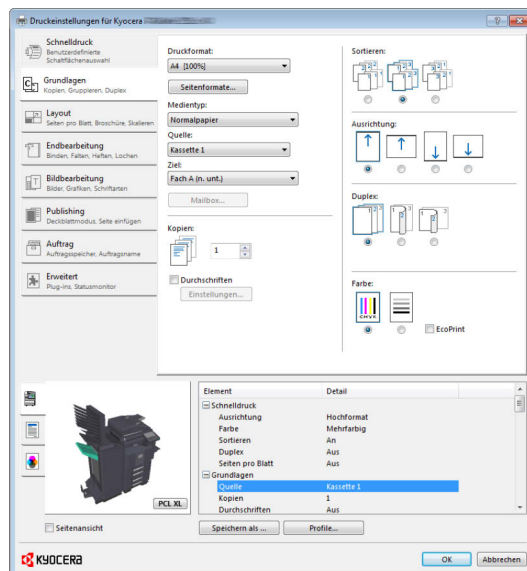 Druckeinstellungen für Kyocera
Schnelldruck
Benutzerdefinierte
Schaltflächenauswahl
Grundlagen
Kopien, Gruppieren, Duplex
Layout
Seiten pro Blatt, Broschüre, Skalieren
Endbearbeitung
Binden, Falten, Heften, Lochen
Bildbearbeitung
Bilder, Grafiken, Schriftarten
Publishing
Deckblattmodus, Seite einfügen
Auftrag
Auftragsspeicher, Auftragsname
Erweitert
Plug-ins, Statusmonitor
Druckformat:
A4 [100%]
Seitenformate...
Medientyp:
Normalpapier
Quelle:
Kassette 1
Ziel:
Fach A (n. unt.)
Mailbox...
Kopien:
1
Durchschriften
Einstellungen...
Sortieren:
Ausrichtung:
Duplex:
Farbe:
CMYK
EcoPrint
Element Detail
Schnelldruck
Ausrichtung Hochformat
Farbe Mehrfarbig
Sortieren An
Duplex Aus
Seiten pro Blatt Aus
Grundlagen
Quelle Kassette 1
Kopien 1
Durchschriften Aus
PCL XL
Seitenansicht
Speichern als ...
Profile...
KYOCERA
OK
Abbrechen